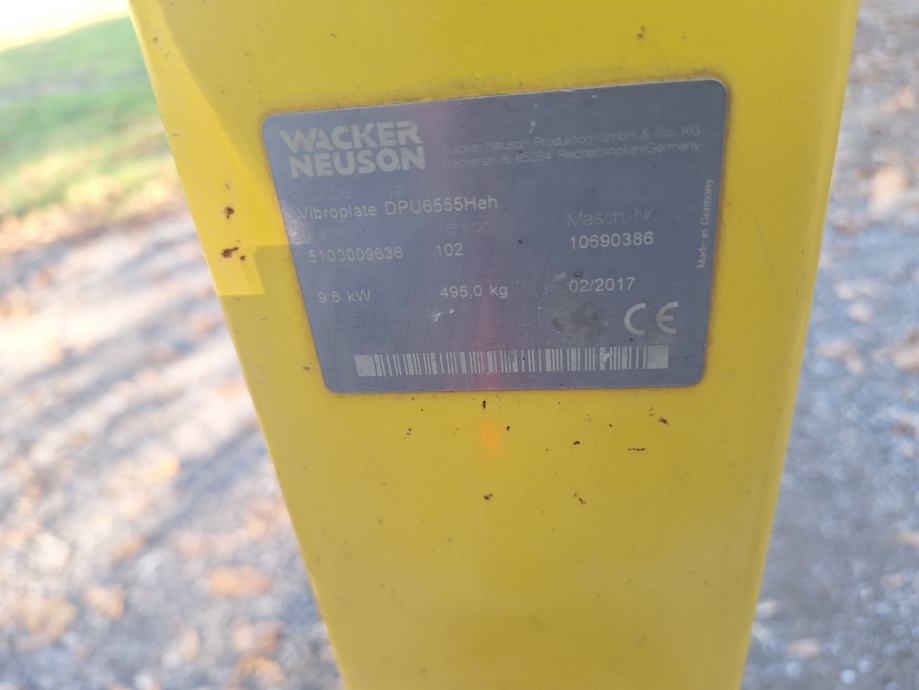 WACKER
NEUSON
Wacker Neuson Produktion GmbH & Co. KG
Wackerstr. 6 85084 Reichertshofen/Germany
Vibroplate DPU6555Heh
Version
Masch.-Nr.
5100009636
102
10690386
9.6 kW.
495,0 kg
02/2017
CE
Made in Germany